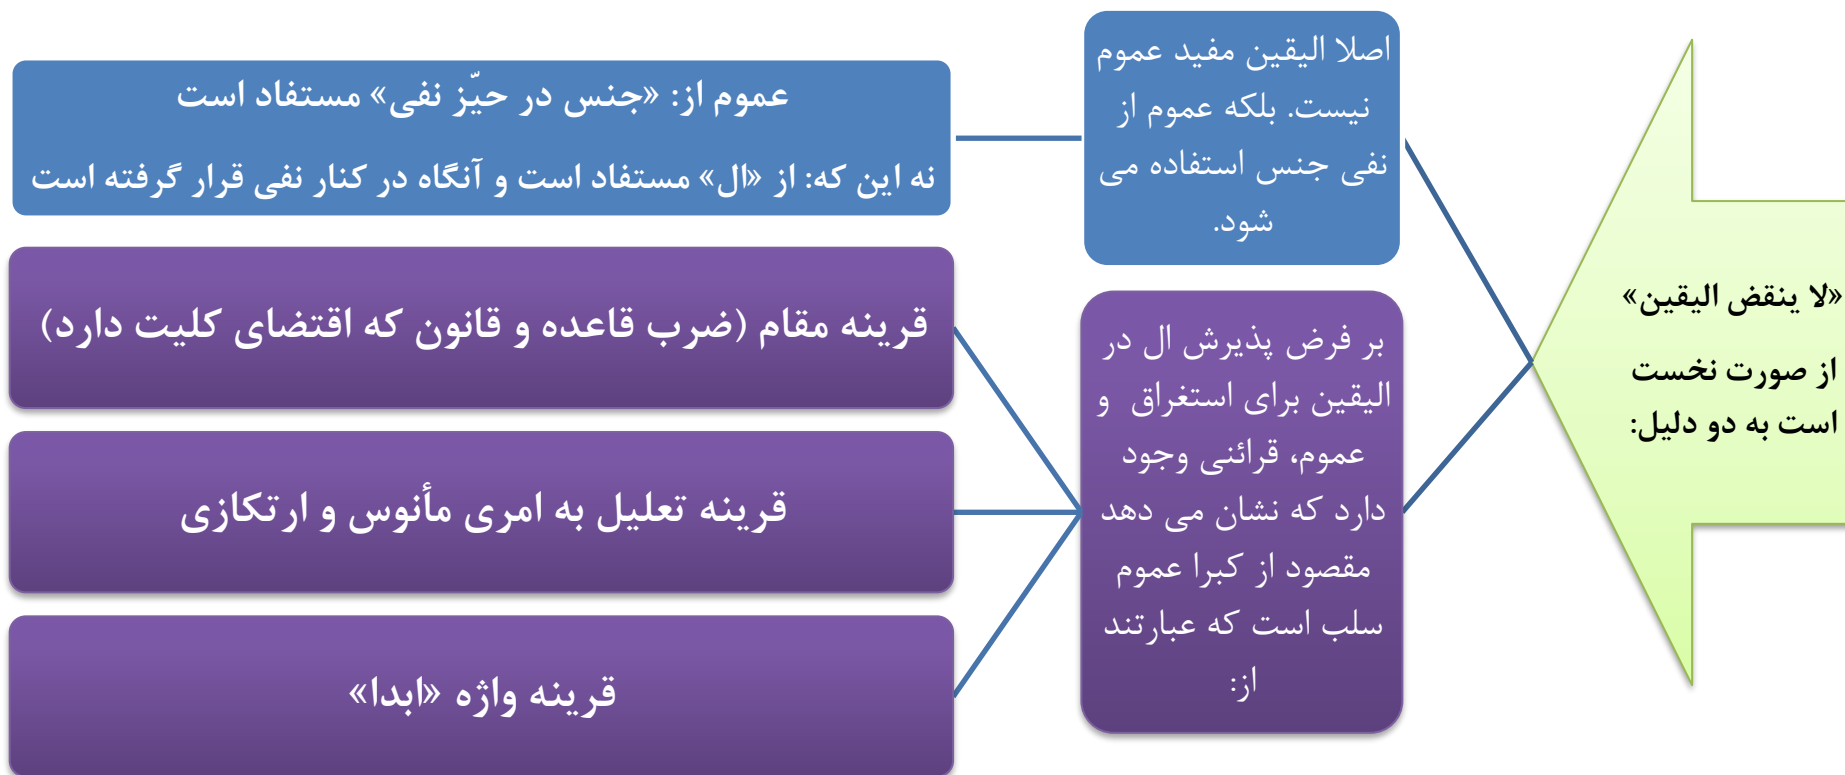 «لا ینقض الیقین»
از صورت نخست
است به دو دلیل:
اصلا الیقین مفید عموم
نیست. بلکه عموم از
نفی جنس استفاده می
شود.
عموم از: «جنس در حیّز نفی» مستفاد است
نه این که: از «ال» مستفاد است و آنگاه در کنار نفی قرار گرفته است
بر فرض پذیرش ال در
الیقین برای استغراق و
عموم، قرائنی وجود
دارد که نشان می دهد
مقصود از کبرا عموم
سلب است که عبارتند
از:
قرینه مقام (ضرب قاعده و قانون که اقتضای کلیت دارد)
قرینه تعلیل به امری مأنوس و ارتکازی
قرینه واژه «ابدا»